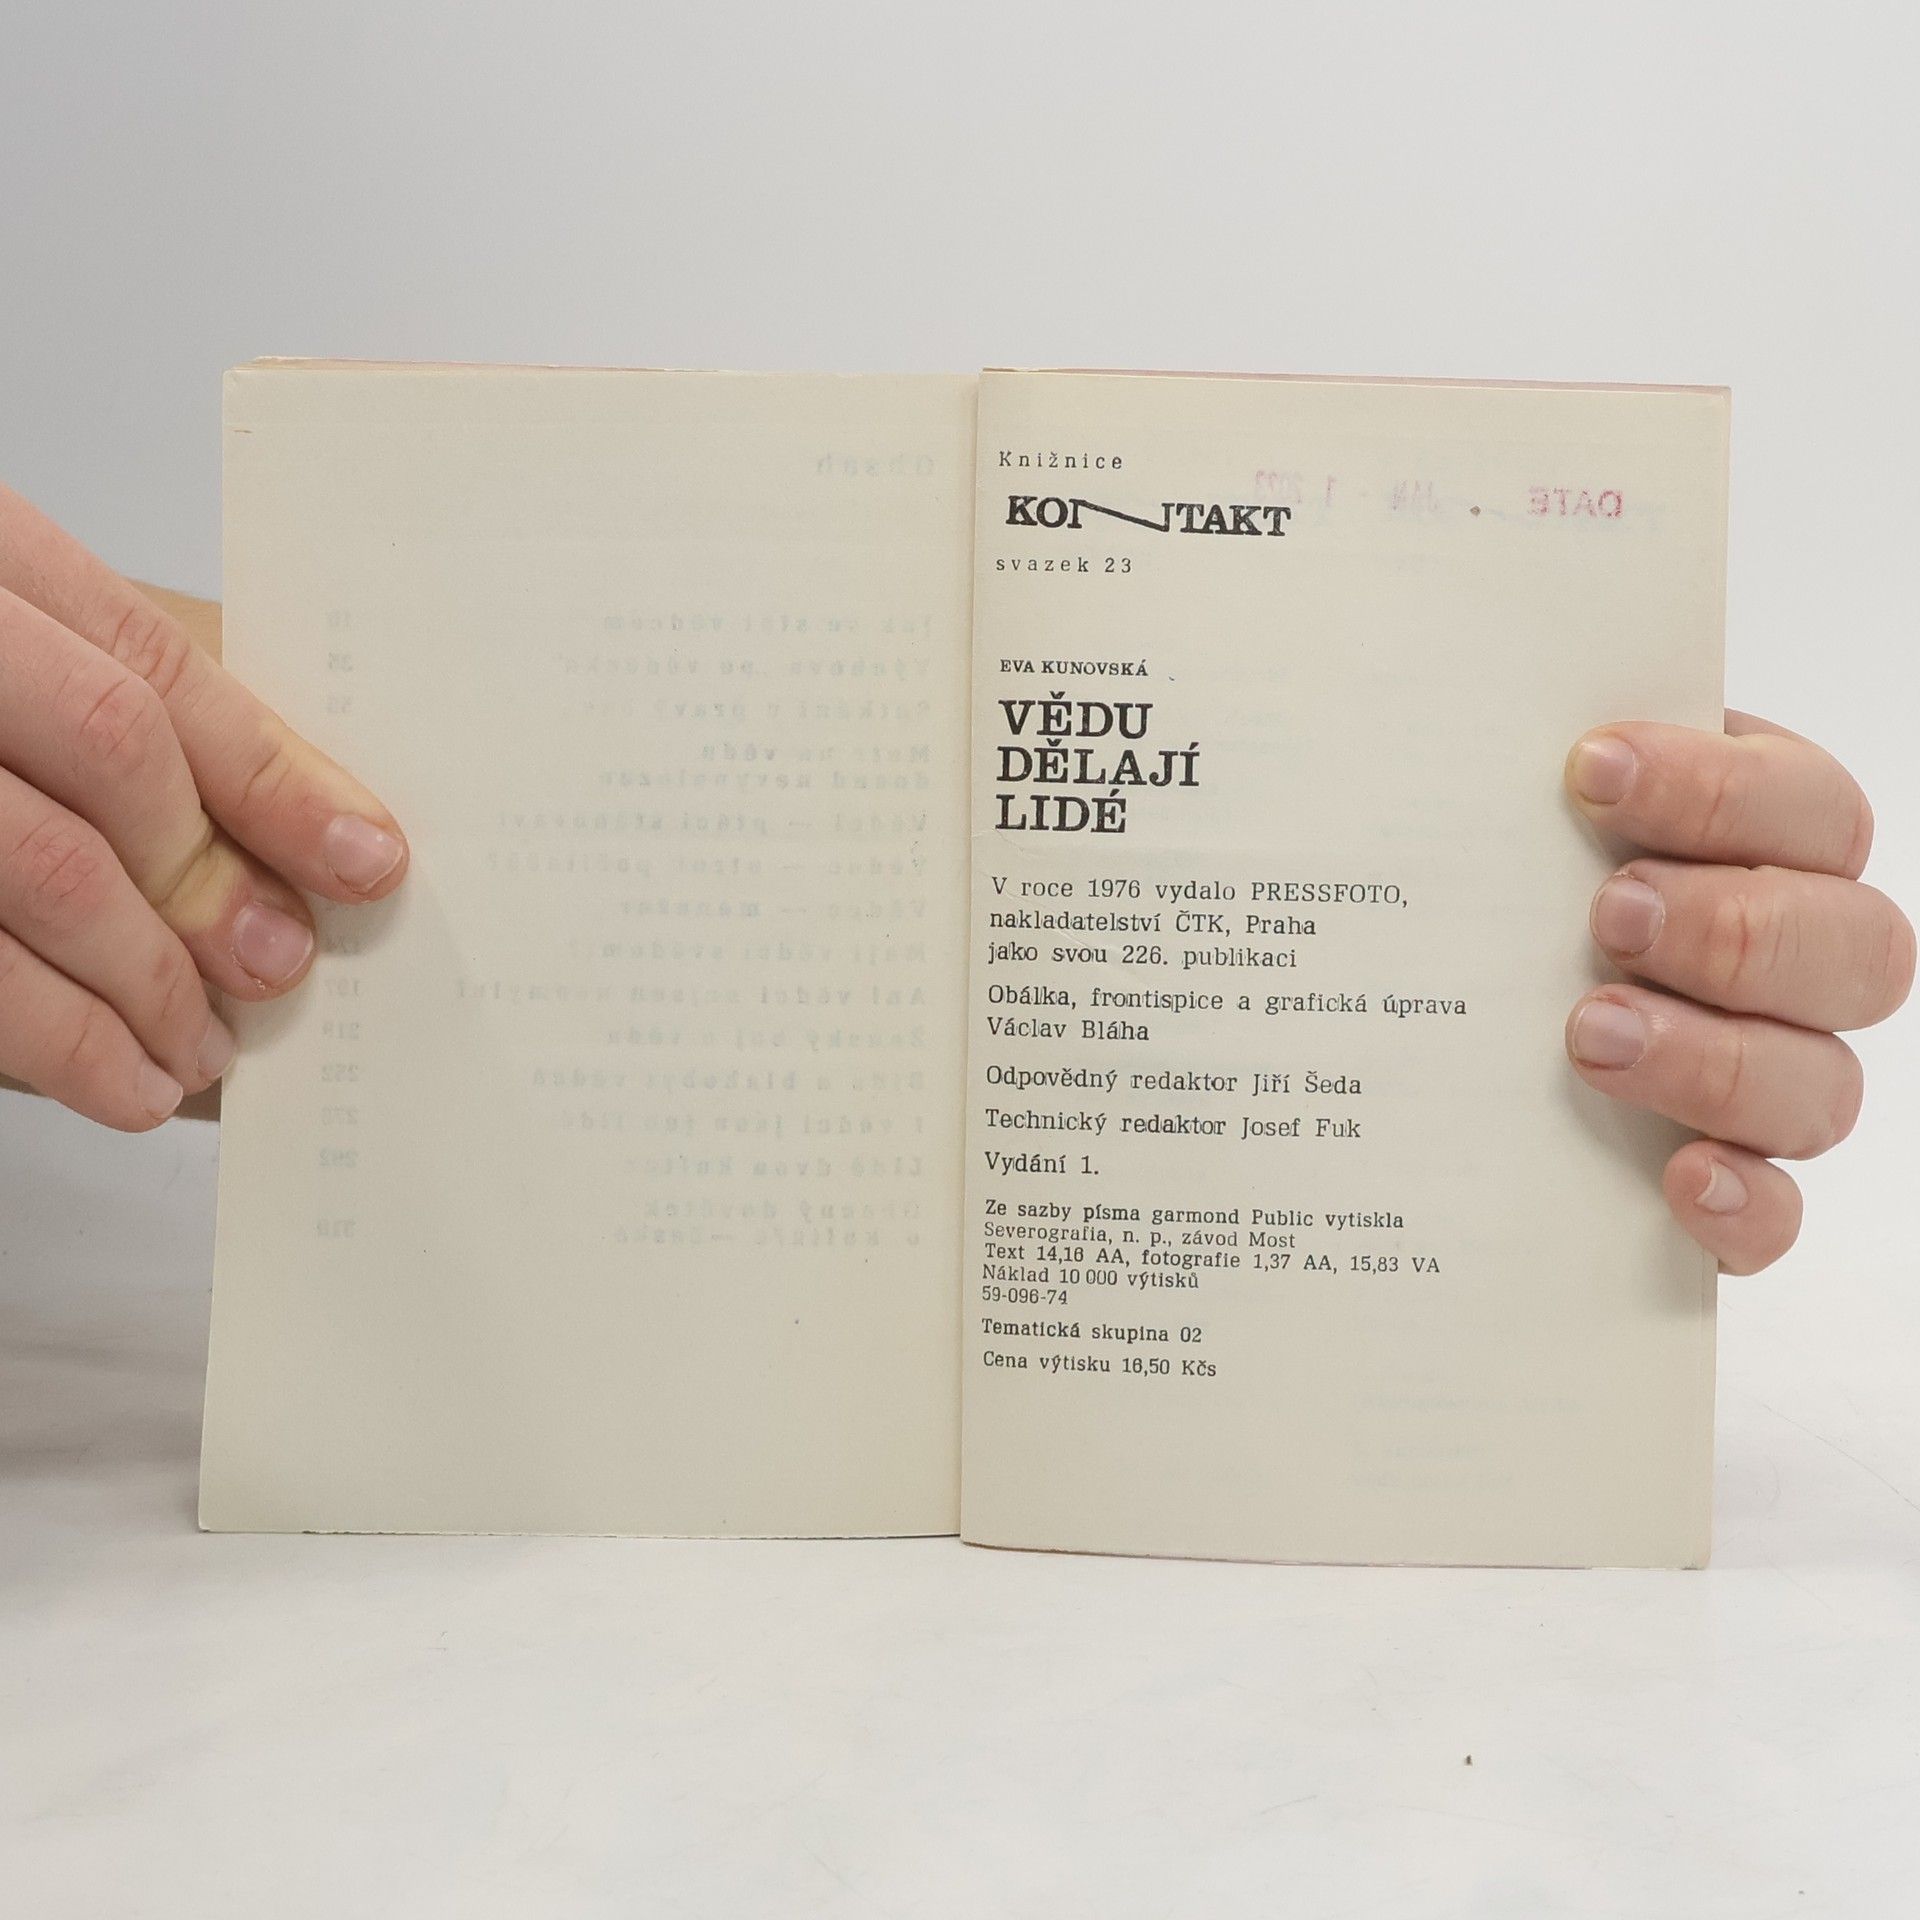 Knižnice
KONTAKT
svazek 23
EVA KUNOVSKÁ
VĚDU
DĚLAJÍ
LIDÉ
V roce 1976 vydalo PRESSFOTO,
nakladatelství ČTK, Praha
jako svou 226. publikaci
Obálka, frontispice a grafická úprava
Václav Bláha
Odpovědný redaktor Jiří Šeda
Technický redaktor Josef Fuk
Vydání 1.
Ze sazby písma garmond Public vytiskla
Severografia, n. p., závod Most
Text 14,16 AA, fotografie 1,37 AA, 15,83 VA
Náklad 10 000 výtisků
59-096-74
Tematická skupina 02
Cena výtisku 16,50 Kčs